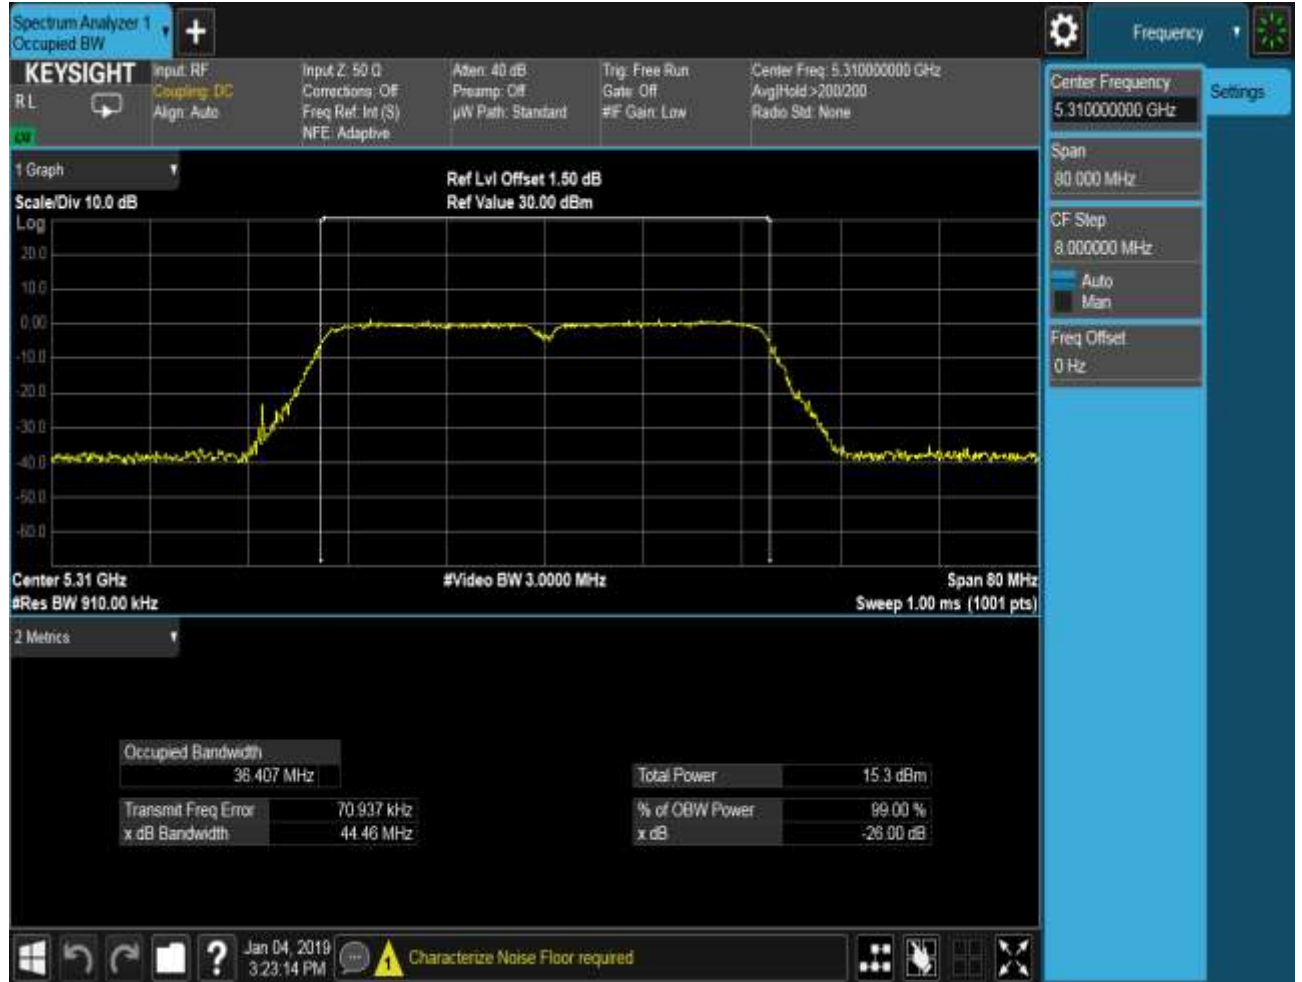 Spectrum Analyzer 1
Occupied BW
Frequency
KEYSIGHT
R L
Input: RF
Coupling: DC
Align: Auto
Input Z: 50 Ω
Corrections: Off
Freq Ref: Int (S)
NFE: Adaptive
Atten: 40 dB
Preamp: Off
µW Path: Standard
Trig: Free Run
Gate: Off
#IF Gain: Low
Center Freq: 5.310000000 GHz
Avg|Hold:>200/200
Radio Std: None
Center Frequency
5.310000000 GHz
Settings
Span
80.000 MHz
CF Step
8.000000 MHz
Auto
Man
Freq Offset
0 Hz
1 Graph
Scale/Div 10.0 dB
Ref Lvl Offset 1.50 dB
Ref Value 30.00 dBm
Log
20.0
10.0
0.00
-10.0
-20.0
-30.0
-40.0
-50.0
-60.0
Center 5.31 GHz
#Res BW 910.00 kHz
#Video BW 3.0000 MHz
Span 80 MHz
Sweep 1.00 ms (1001 pts)
2 Metrics
Occupied Bandwidth
36.407 MHz
Transmit Freq Error 70.937 kHz
x dB Bandwidth 44.46 MHz
Total Power 15.3 dBm
% of OBW Power 99.00 %
x dB -26.00 dB
?
Jan 04, 2019
3:23:14 PM
1
Characterize Noise Floor required